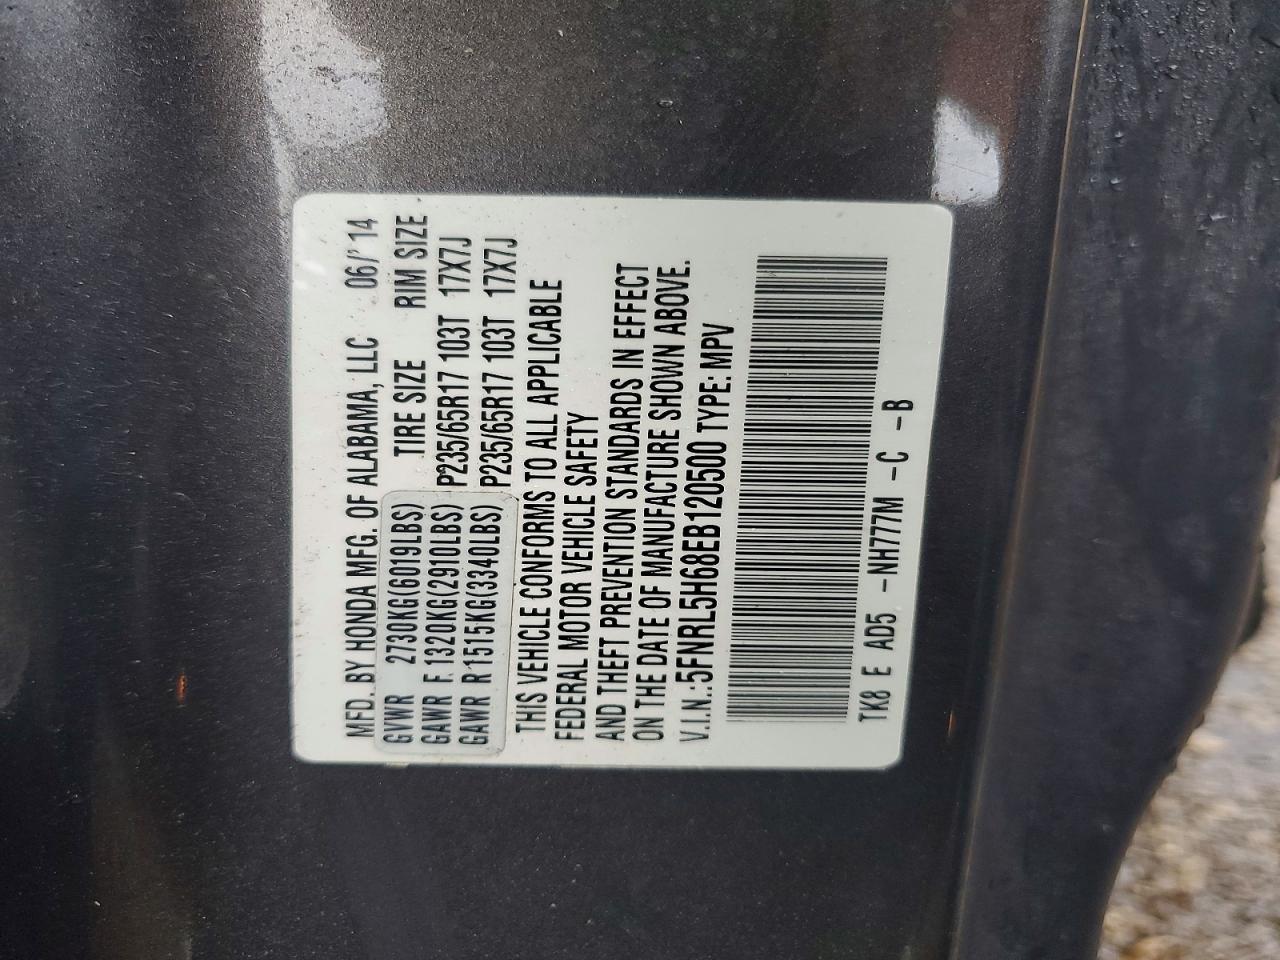 MFD. BY HONDA MFG. OF ALABAMA, LLC 06/'14
GVWR 2730KG(6019LBS) TIRE SIZE RIM SIZE
GAWR F.1320KG(2910LBS) P235/65R17 103T 17X7J
GAWR R1515KG(3340LBS) P235/65R17 103T 17X7J
THIS VEHICLE CONFORMS TO ALL APPLICABLE
FEDERAL MOTOR VEHICLE SAFETY
AND THEFT PREVENTION STANDARDS IN EFFECT
ON THE DATE OF MANUFACTURE SHOWN ABOVE.
V.I.N.:5FNRL5H68EB120500 TYPE: MPV
TK8 E AD5 -NH777M -C -B